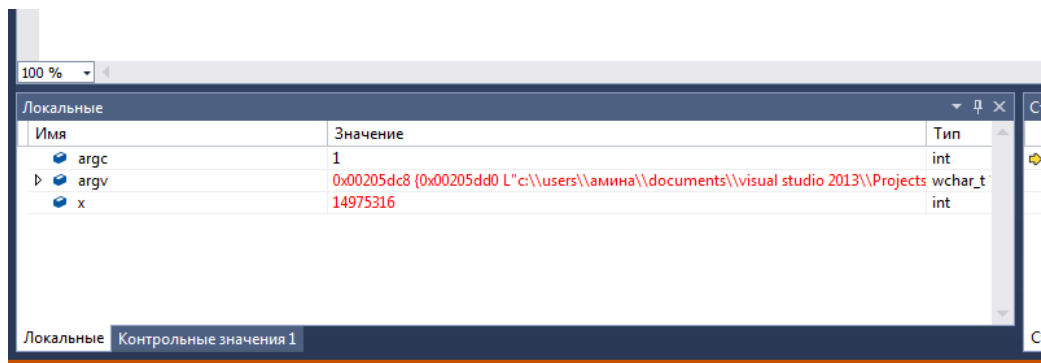 100 %
Локальные
С
Имя Значение Тип
argc 1 int
argv 0x00205dc8 {0x00205dd0 L"c:\\users\\амина\\documents\\visual studio 2013\\Projects wchar_t
x 14975316 int
Локальные Контрольные значения 1
С